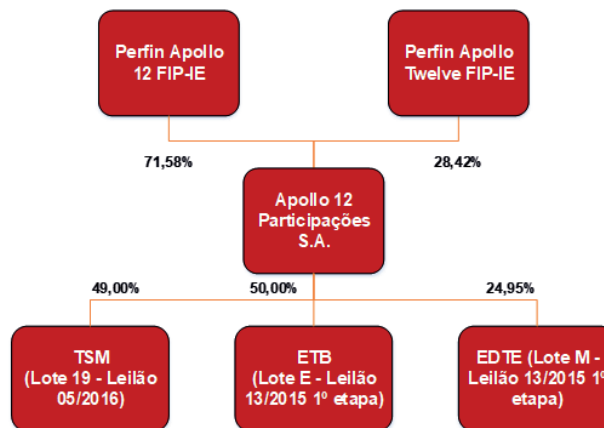 Perfin Apollo
12 FIP-IE
Perfin Apollo
Twelve FIP-IE
71,58%
28,42%
Apollo 12
Participações
S.A.
49,00%
50,00%
24,95%
TSM
(Lote 19 - Leilão
05/2016)
ETB
(Lote E - Leilão
13/2015 1º etapa)
EDTE (Lote M -
Leilão 13/2015 1º
etapa)